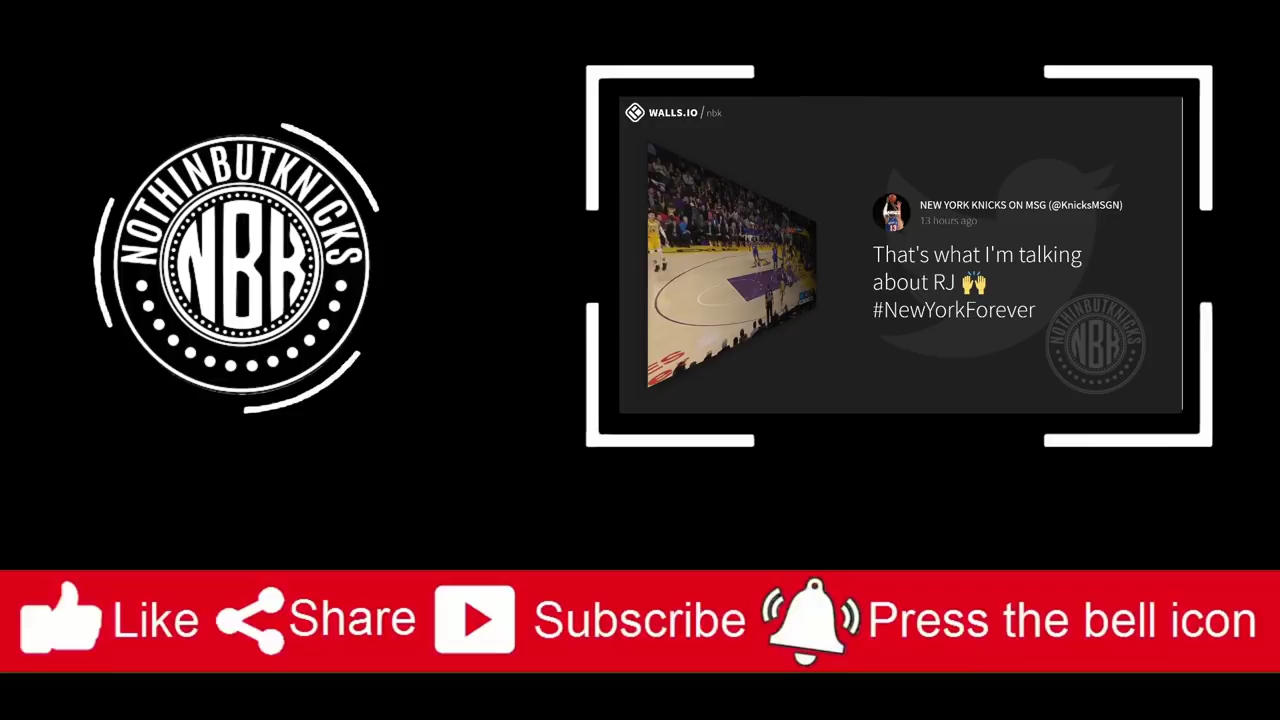 NOTHINBUTKNICKS
NBK
WALLS.IO / nbk
NEW YORK KNICKS ON MSG (@KnicksMSGN)
13 hours ago
That's what I'm talking
about RJ 🙌
#NewYorkForever
NOTHINBUTKNICKS
NBK
Like Share Subscribe Press the bell icon